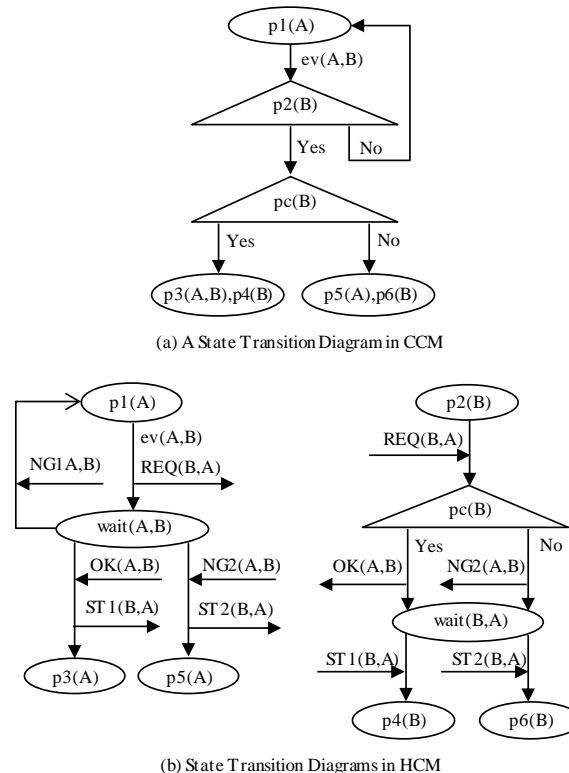 p1(A)
ev(A,B)
p2(B)
Yes
No
pc(B)
Yes
No
p3(A,B),p4(B)
p5(A),p6(B)
(a) A State Transition Diagram in CCM
p1(A)
ev(A,B)
NG1A,B)
REQ(B,A)
wait(A,B)
OK(A,B)
NG2(A,B)
ST1(B,A)
ST2(B,A)
p3(A)
p5(A)
p2(B)
REQ(B,A)
pc(B)
Yes
No
OK(A,B)
NG2(A,B)
wait(B,A)
ST1(B,A)
ST2(B,A)
p4(B)
p6(B)
(b) State Transition Diagrams in HCM